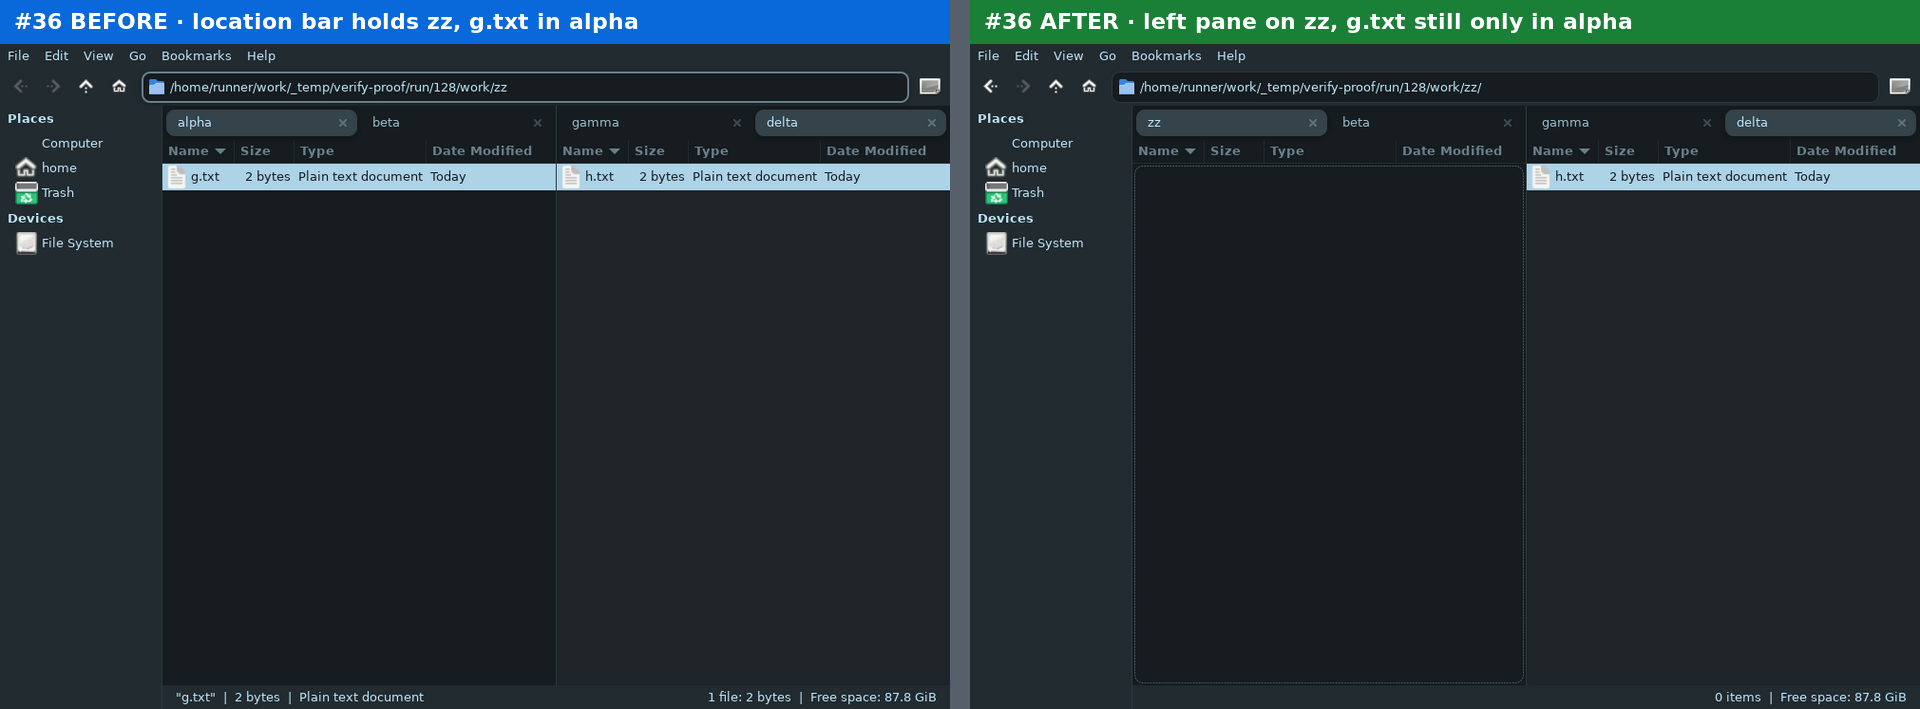 #36 BEFORE · location bar holds zz, g.txt in alpha
File Edit View Go Bookmarks Help
/home/runner/work/_temp/verify-proof/run/128/work/zz
Places
Computer
home
Trash
Devices
File System
alpha beta gamma delta
Name Size Type Date Modified Name Size Type Date Modified
g.txt 2 bytes Plain text document Today h.txt 2 bytes Plain text document Today
"g.txt" | 2 bytes | Plain text document 1 file: 2 bytes | Free space: 87.8 GiB
#36 AFTER · left pane on zz, g.txt still only in alpha
File Edit View Go Bookmarks Help
/home/runner/work/_temp/verify-proof/run/128/work/zz/
Places
Computer
home
Trash
Devices
File System
zz beta gamma delta
Name Size Type Date Modified Name Size Type Date Modified
h.txt 2 bytes Plain text document Today
0 items | Free space: 87.8 GiB